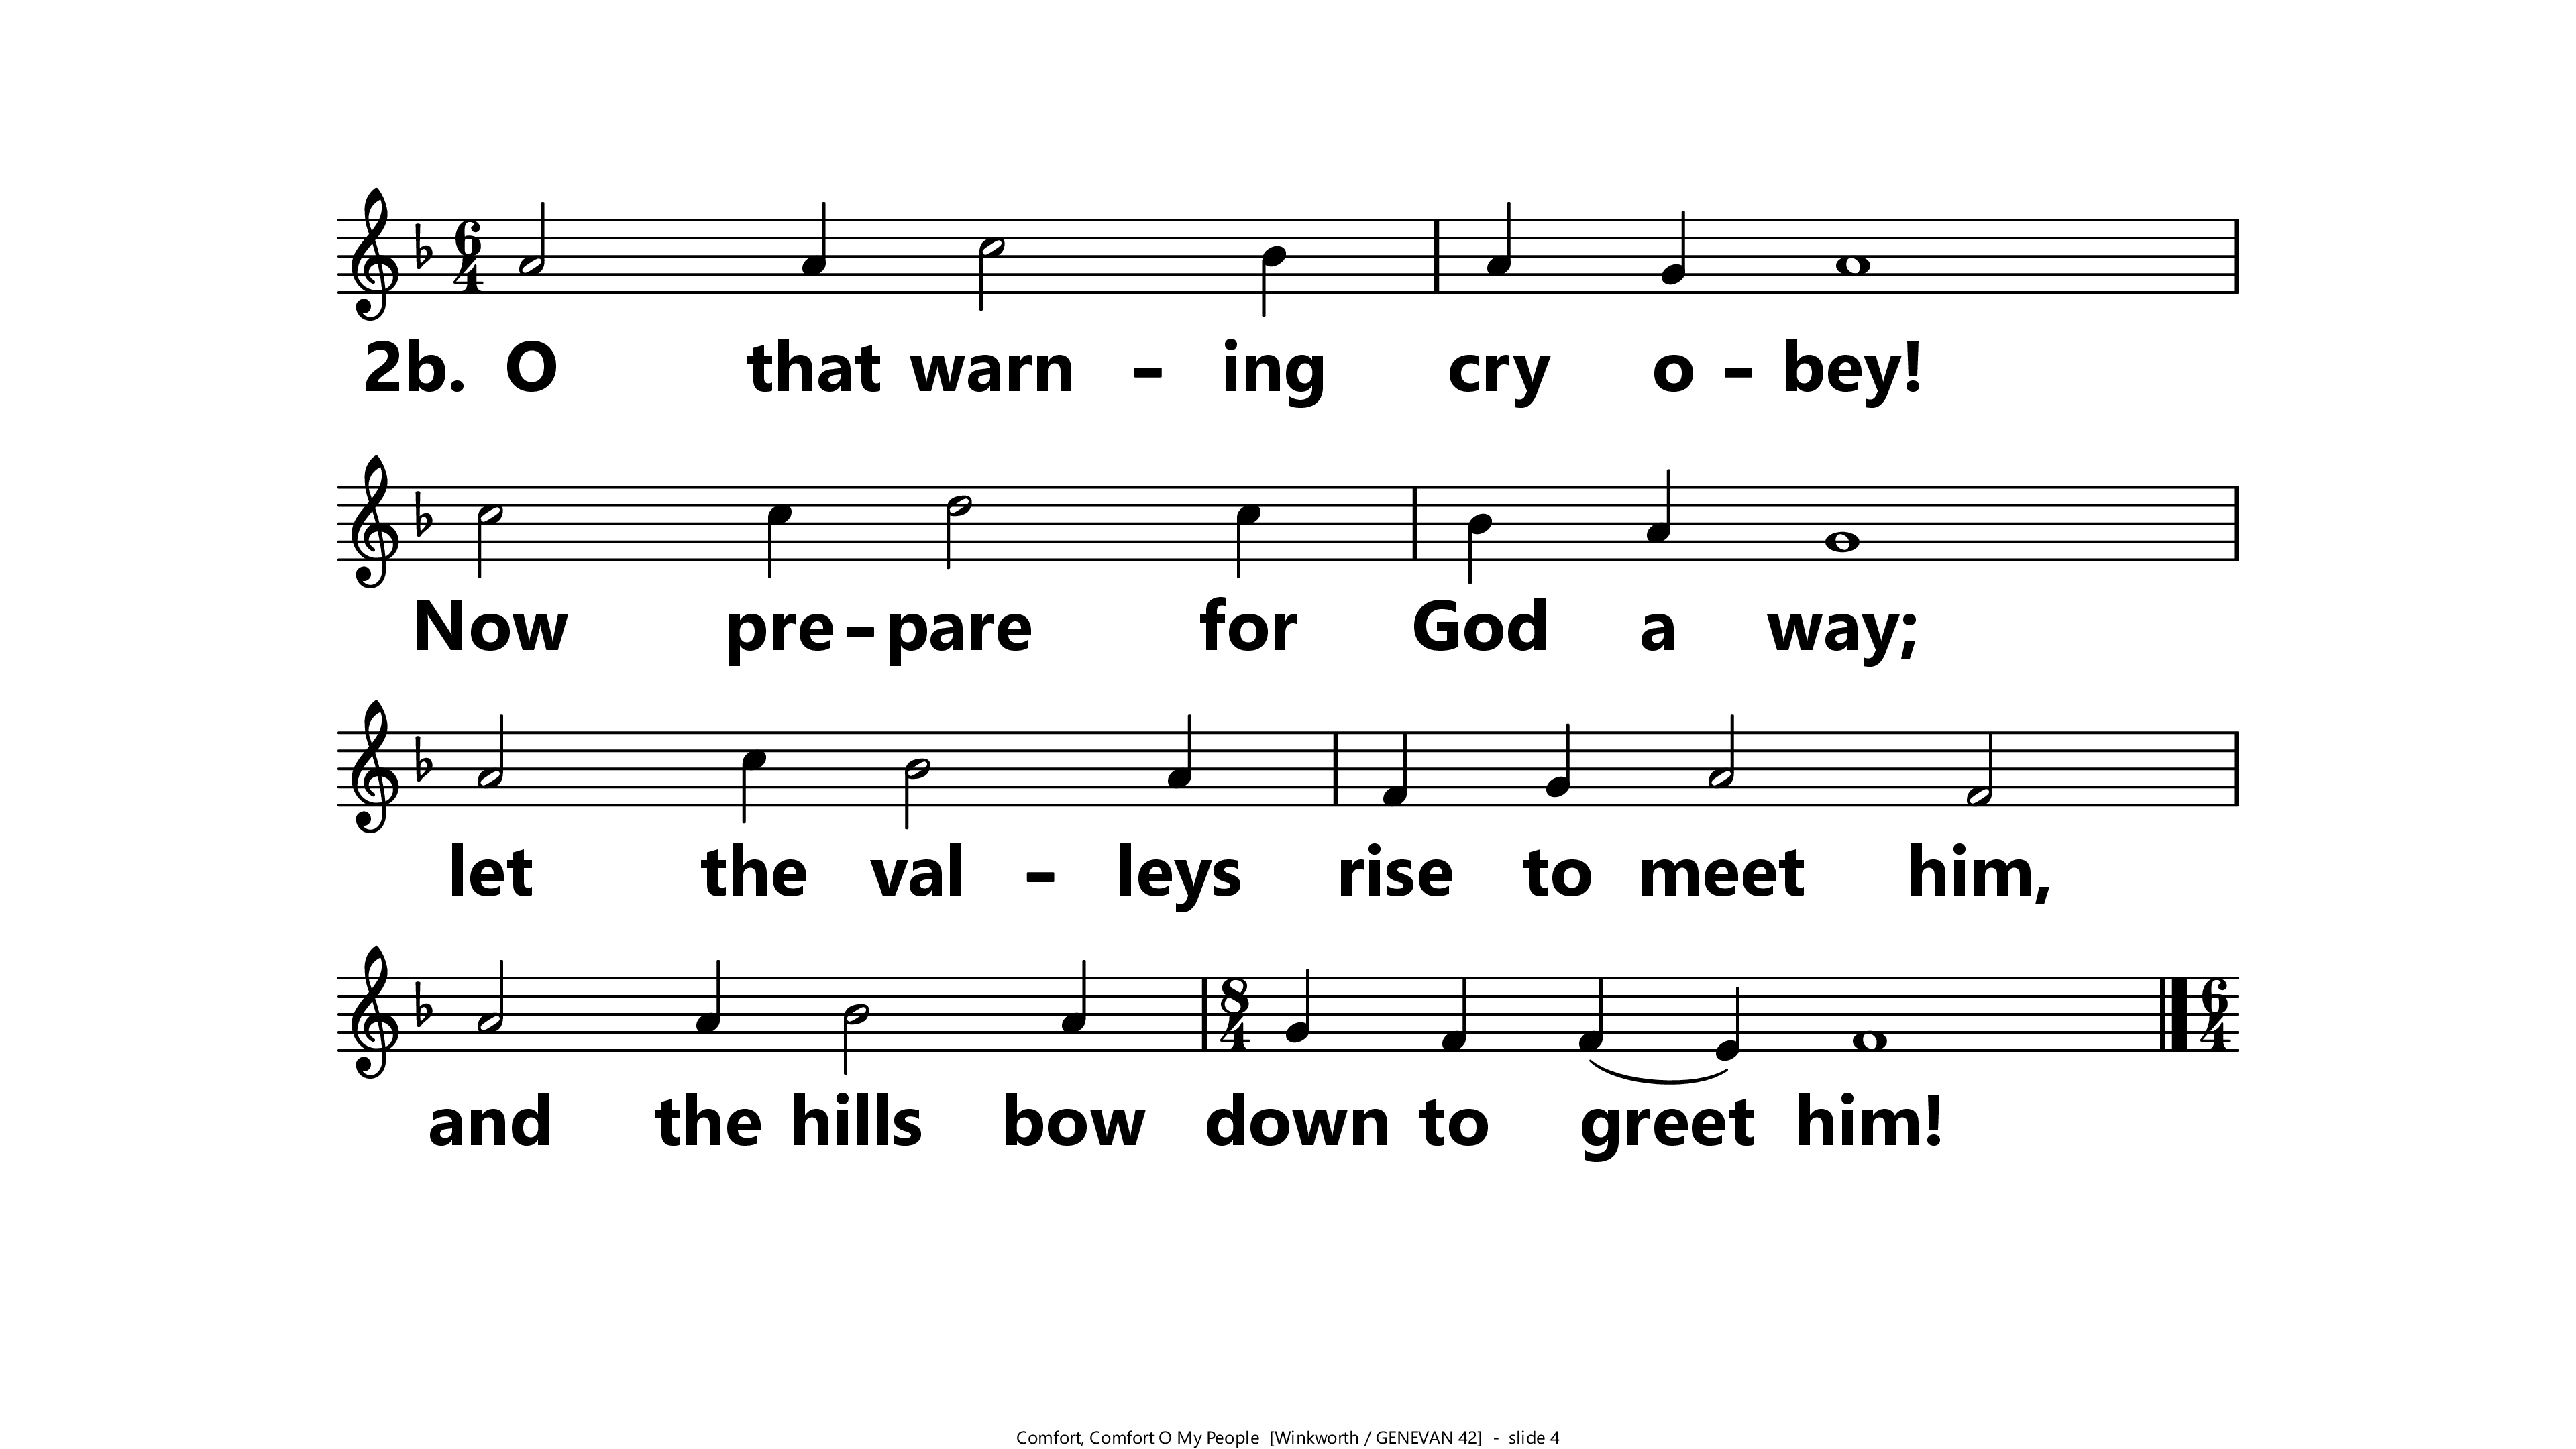 2b. O that warn - ing cry o - bey!
Now pre - pare for God a way;
let the val - leys rise to meet him,
and the hills bow down to greet him!
Comfort, Comfort O My People [Winkworth / GENEVAN 42] - slide 4